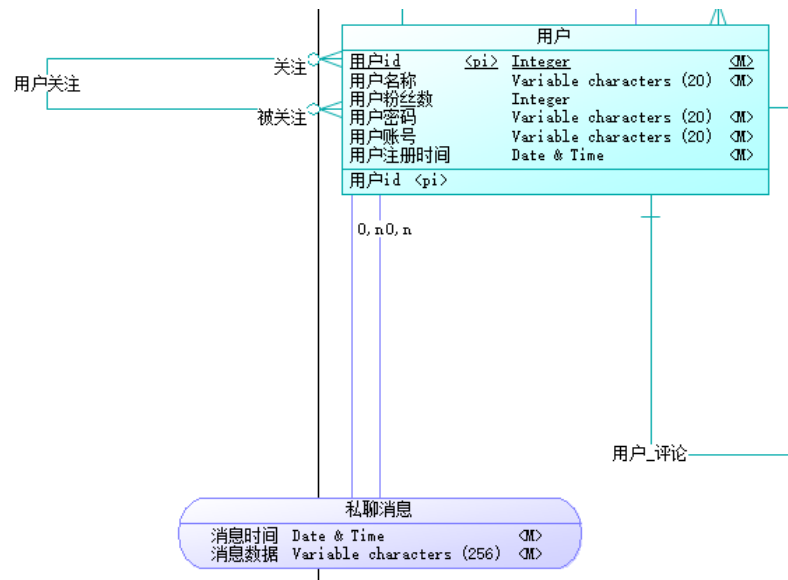 用户
关注
用户id <pi> Integer <M>
用户关注
用户名称 Variable characters (20) <M>
用户粉丝数 Integer
被关注
用户密码 Variable characters (20) <M>
用户账号 Variable characters (20) <M>
用户注册时间 Date & Time <M>
用户id <pi>
0,n0,n
用户_评论
私聊消息
消息时间 Date & Time <M>
消息数据 Variable characters (256) <M>